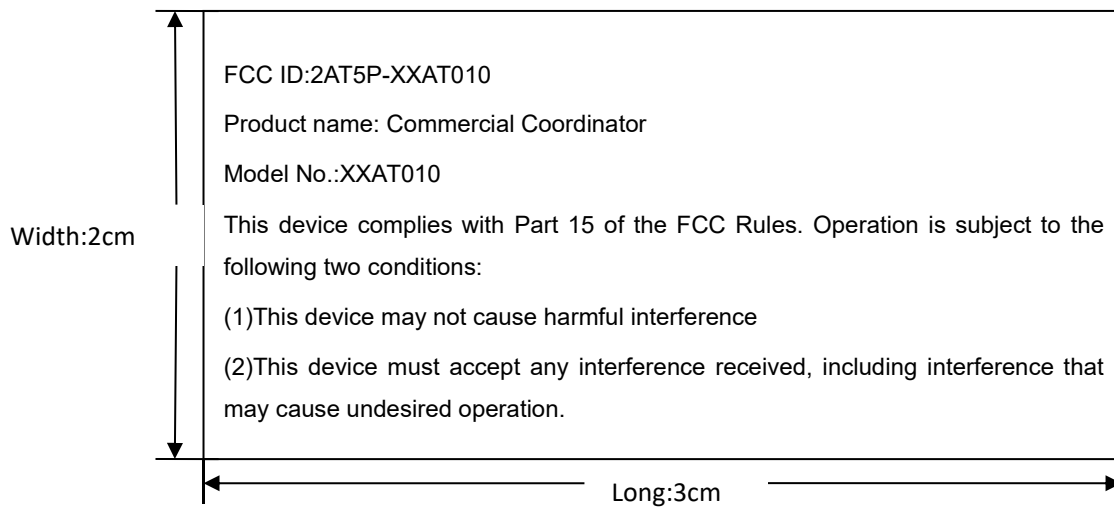 FCC ID:2AT5P-XXAT010
Product name: Commercial Coordinator
Model No.:XXAT010
Width:2cm
This device complies with Part 15 of the FCC Rules. Operation is subject to the
following two conditions:
(1)This device may not cause harmful interference
(2)This device must accept any interference received, including interference that
may cause undesired operation.
Long:3cm